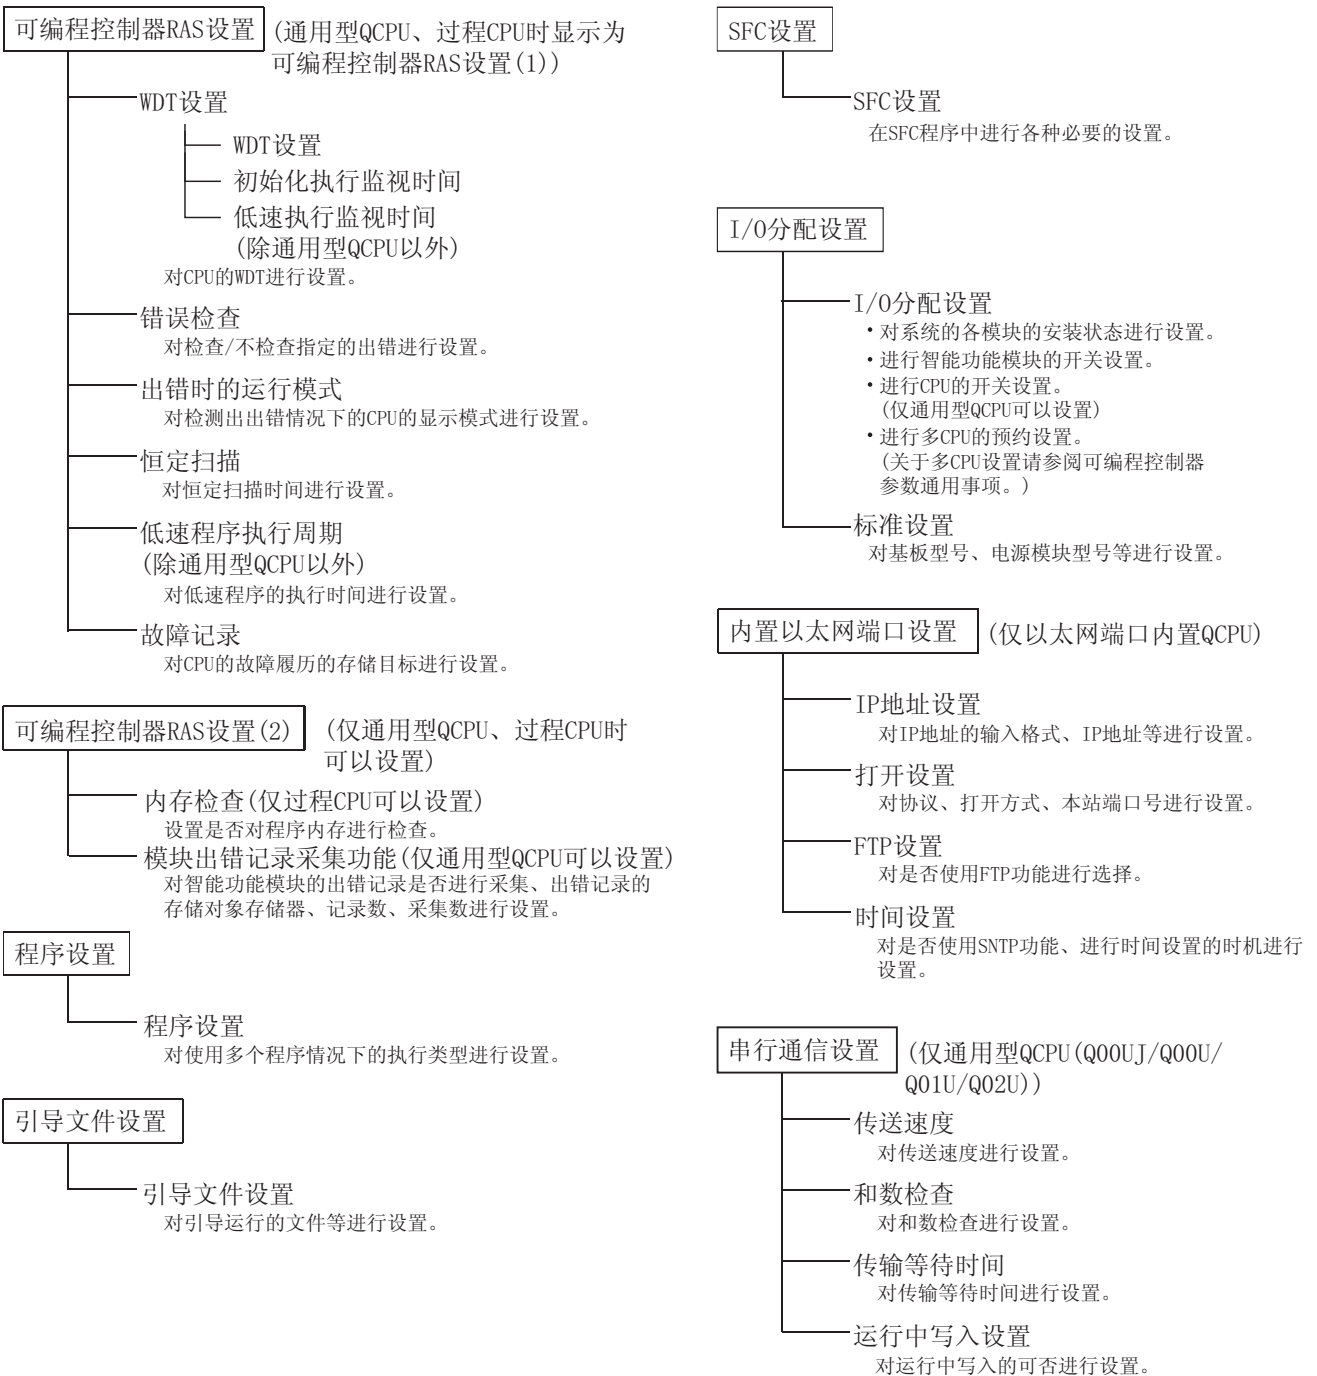 可编程控制器RAS设置
(通用型QCPU、过程CPU时显示为
可编程控制器RAS设置(1))
WDT设置
WDT设置
初始化执行监视时间
低速执行监视时间
(除通用型QCPU以外)
对CPU的WDT进行设置。
错误检查
对检查/不检查指定的出错进行设置。
出错时的运行模式
对检测出出错情况下的CPU的显示模式进行设置。
恒定扫描
对恒定扫描时间进行设置。
低速程序执行周期
(除通用型QCPU以外)
对低速程序的执行时间进行设置。
故障记录
对CPU的故障履历的存储目标进行设置。
可编程控制器RAS设置(2)
(仅通用型QCPU、过程CPU时
可以设置)
内存检查(仅过程CPU可以设置)
设置是否对程序内存进行检查。
模块出错记录采集功能(仅通用型QCPU可以设置)
对智能功能模块的出错记录是否进行采集、出错记录的
存储对象存储器、记录数、采集数进行设置。
程序设置
程序设置
对使用多个程序情况下的执行类型进行设置。
引导文件设置
引导文件设置
对引导运行的文件等进行设置。
SFC设置
SFC设置
在SFC程序中进行各种必要的设置。
I/O分配设置
I/O分配设置
・对系统的各模块的安装状态进行设置。
・进行智能功能模块的开关设置。
・进行CPU的开关设置。
(仅通用型QCPU可以设置)
・进行多CPU的预约设置。
(关于多CPU设置请参阅可编程控制器
参数通用事项。)
标准设置
对基板型号、电源模块型号等进行设置。
内置以太网端口设置
(仅以太网端口内置QCPU)
IP地址设置
对IP地址的输入格式、IP地址等进行设置。
打开设置
对协议、打开方式、本站端口号进行设置。
FTP设置
对是否使用FTP功能进行选择。
时间设置
对是否使用SNTP功能、进行时间设置的时机进行
设置。
串行通信设置
(仅通用型QCPU(Q00UJ/Q00U/
Q01U/Q02U))
传送速度
对传送速度进行设置。
和数检查
对和数检查进行设置。
传输等待时间
对传输等待时间进行设置。
运行中写入设置
对运行中写入的可否进行设置。